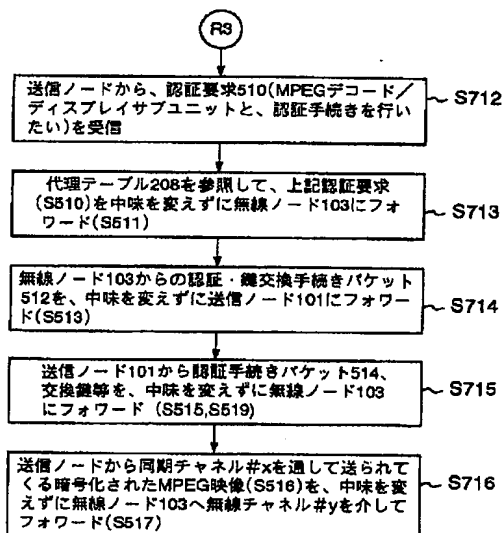 R3
送信ノードから、認証要求510(MPEGデコード／
ディスプレイサブユニットと、認証手続きを行い
たい)を受信
S712
代理テーブル208を参照して、上記認証要求
(S510)を中味を変えずに無線ノード103にフォ
ワード(S511)
S713
無線ノード103からの認証・鍵交換手続きパケット
512を、中味を変えずに送信ノード101にフォワー
ド(S513)
S714
送信ノード101から認証手続きパケット514、
交換鍵等を、中味を変えずに無線ノード103
にフォワード (S515,S519)
S715
送信ノードから同期チャネル#xを通して送られて
くる暗号化されたMPEG映像(S516)を、中味を変
えずに無線ノード103へ無線チャネル#yを介して
フォワード(S517)
S716